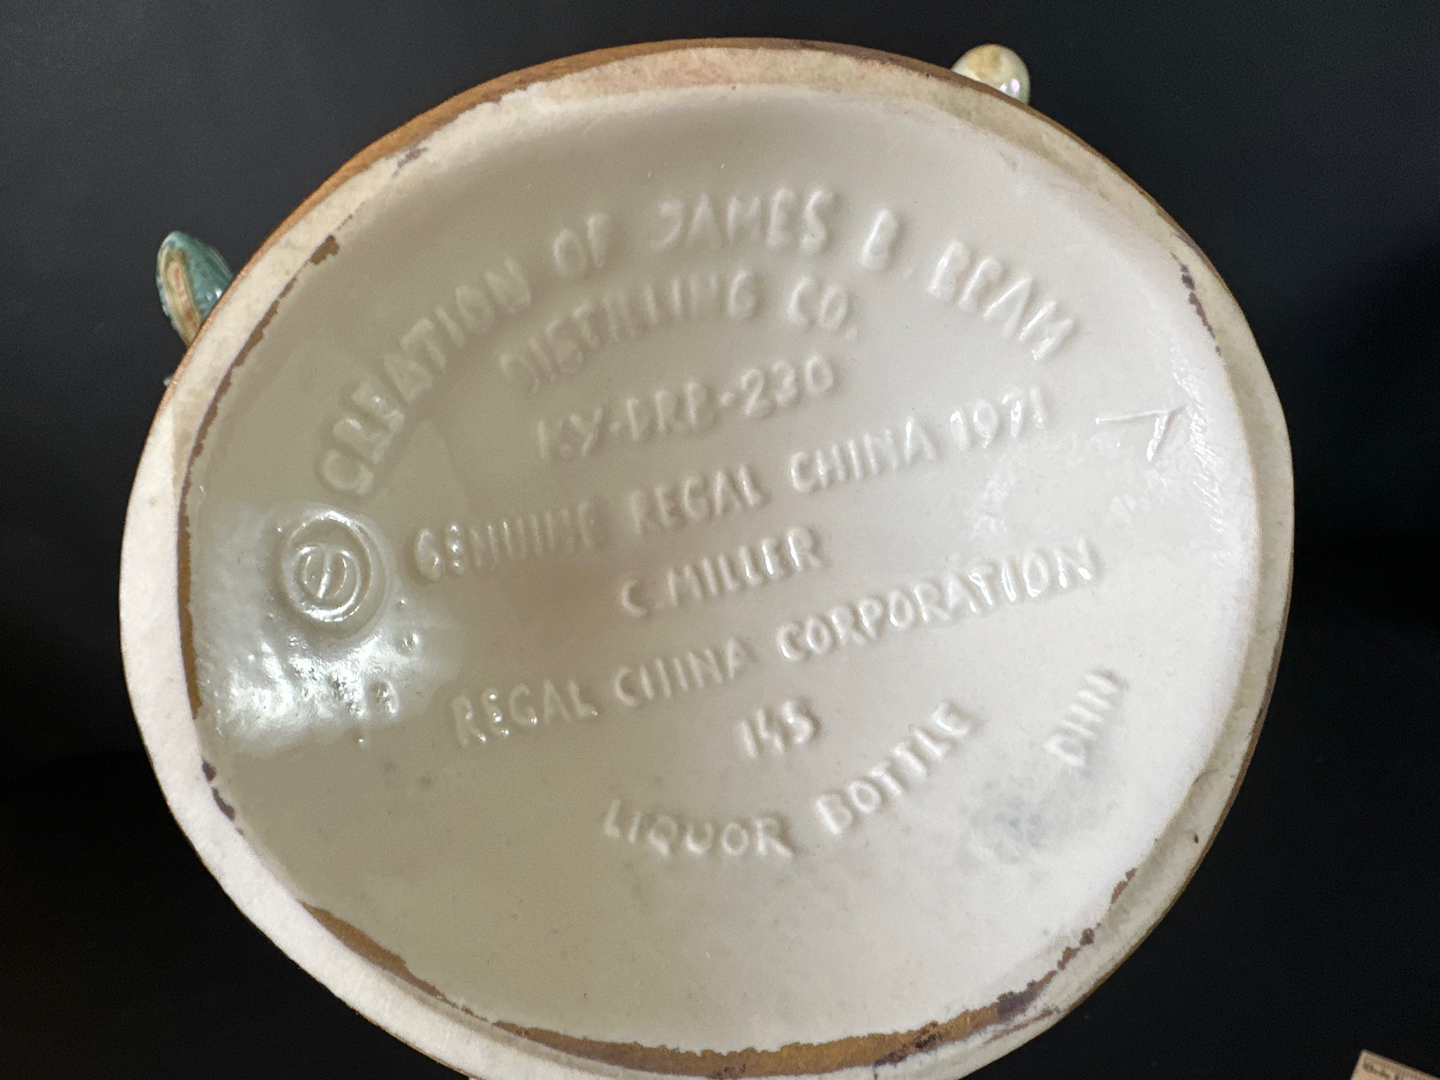 CREATION OF JAMES B. BEAM
DISTILLING CO.
KY-DRB-230
GENUINE REGAL CHINA 1971
C. MILLER
REGAL CHINA CORPORATION
145
LIQUOR BOTTLE